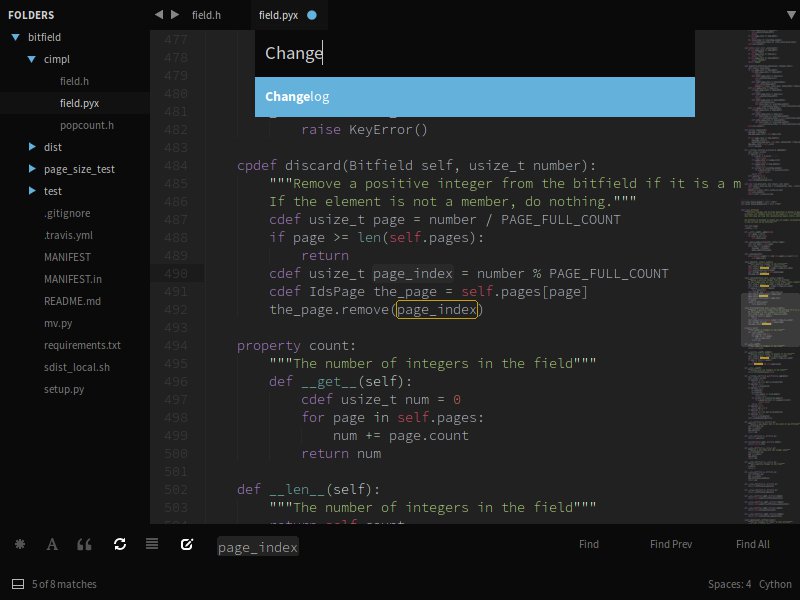 FOLDERS
bitfield
cimpl
field.h
field.pyx
popcount.h
dist
page_size_test
test
.gitignore
.travis.yml
MANIFEST
MANIFEST.in
README.md
mv.py
requirements.txt
sdist_local.sh
setup.py
field.h
field.pyx
Change
Changelog
477
478
479
480
481
482 raise KeyError()
483
484 cpdef discard(Bitfield self, usize_t number):
485 """Remove a positive integer from the bitfield if it is a m
486 If the element is not a member, do nothing."""
487 cdef usize_t page = number / PAGE_FULL_COUNT
488 if page >= len(self.pages):
489 return
490 cdef usize_t page_index = number % PAGE_FULL_COUNT
491 cdef IdsPage the_page = self.pages[page]
492 the_page.remove(page_index)
493
494 property count:
495 """The number of integers in the field"""
496 def __get__(self):
497 cdef usize_t num = 0
498 for page in self.pages:
499 num += page.count
500 return num
501
502 def __len__(self):
503 """The number of integers in the field"""
504 return self.count
page_index
Find
Find Prev
Find All
5 of 8 matches
Spaces: 4
Cython